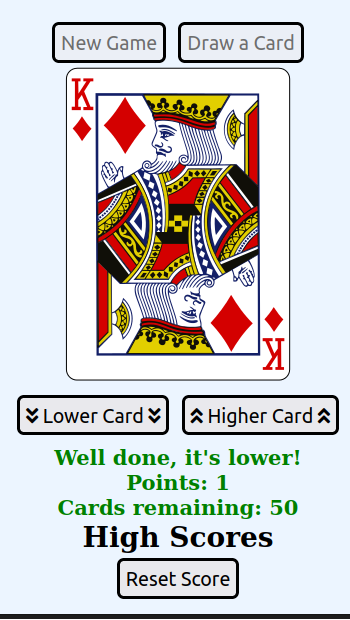 New Game Draw a Card
K
K
Lower Card Higher Card
Well done, it's lower!
Points: 1
Cards remaining: 50
High Scores
Reset Score